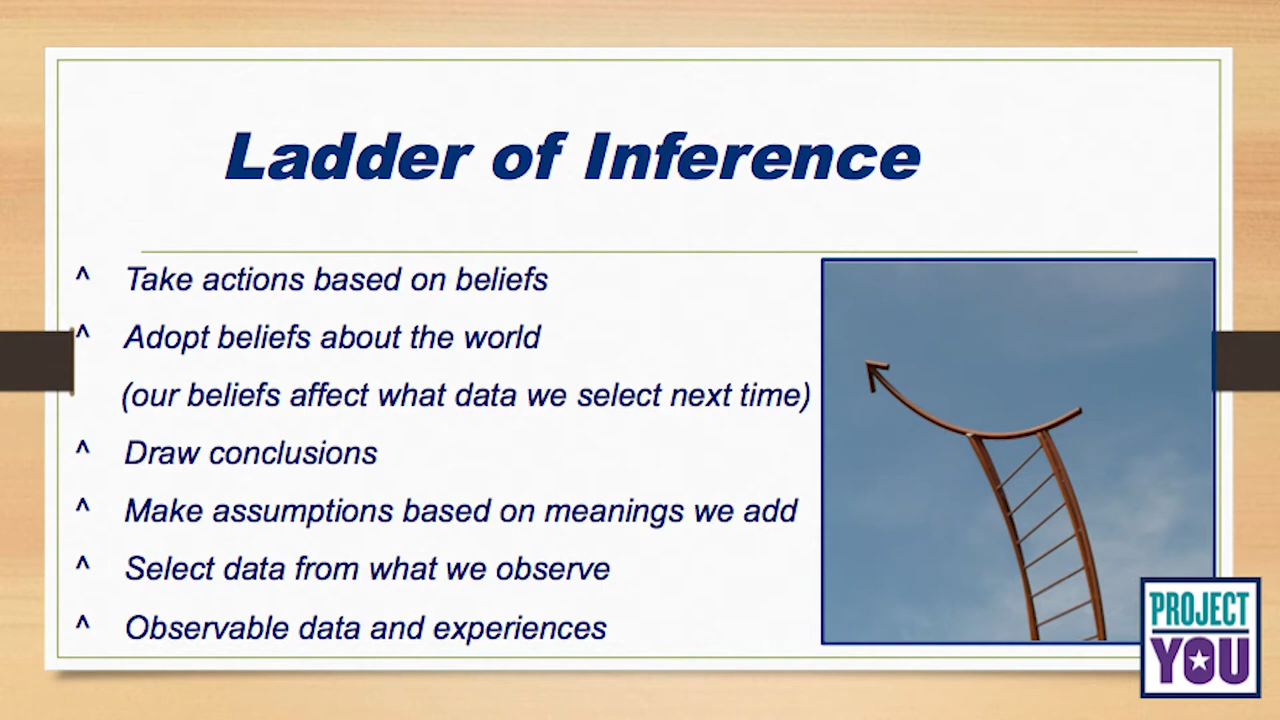 Ladder of Inference
^ Take actions based on beliefs
^ Adopt beliefs about the world
(our beliefs affect what data we select next time)
^ Draw conclusions
^ Make assumptions based on meanings we add
^ Select data from what we observe
^ Observable data and experiences
PROJECT
YOU